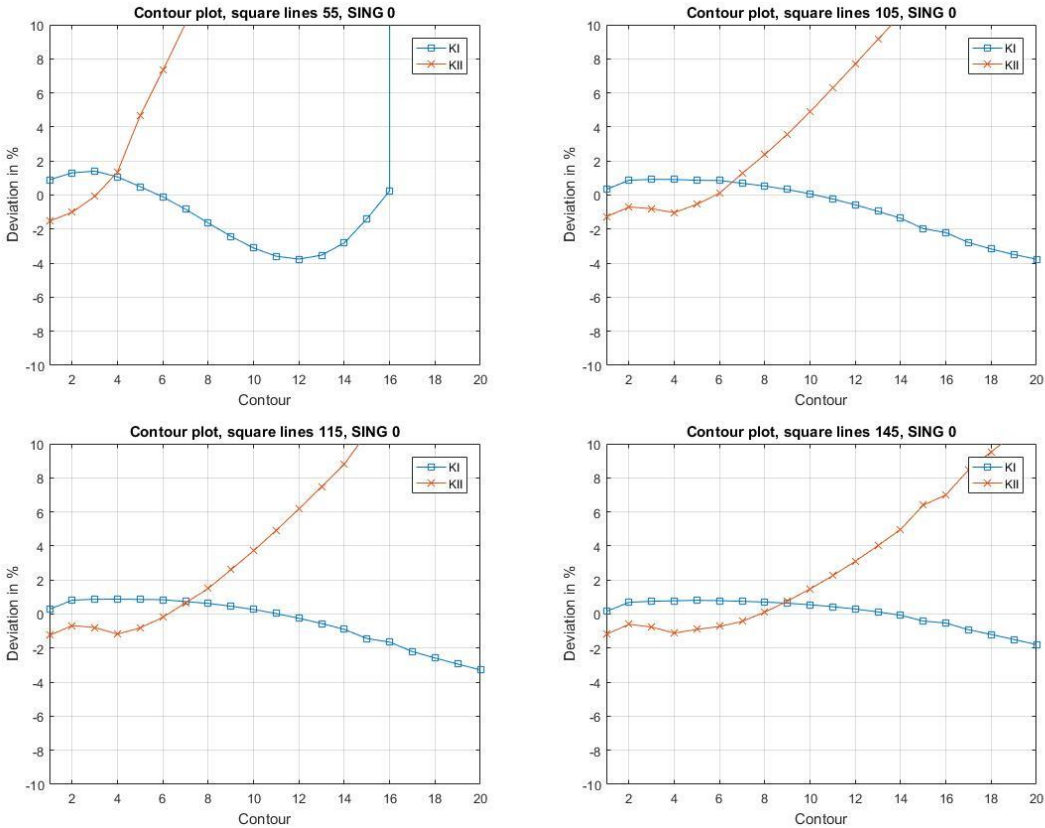 Contour plot, square lines 55, SING 0
10
8
6
4
2
0
-2
-4
-6
-8
-10
Deviation in %
KI
KII
2 4 6 8 10 12 14 16 18 20
Contour
Contour plot, square lines 105, SING 0
10
8
6
4
2
0
-2
-4
-6
-8
-10
Deviation in %
KI
KII
2 4 6 8 10 12 14 16 18 20
Contour
Contour plot, square lines 115, SING 0
10
8
6
4
2
0
-2
-4
-6
-8
-10
Deviation in %
KI
KII
2 4 6 8 10 12 14 16 18 20
Contour
Contour plot, square lines 145, SING 0
10
8
6
4
2
0
-2
-4
-6
-8
-10
Deviation in %
KI
KII
2 4 6 8 10 12 14 16 18 20
Contour